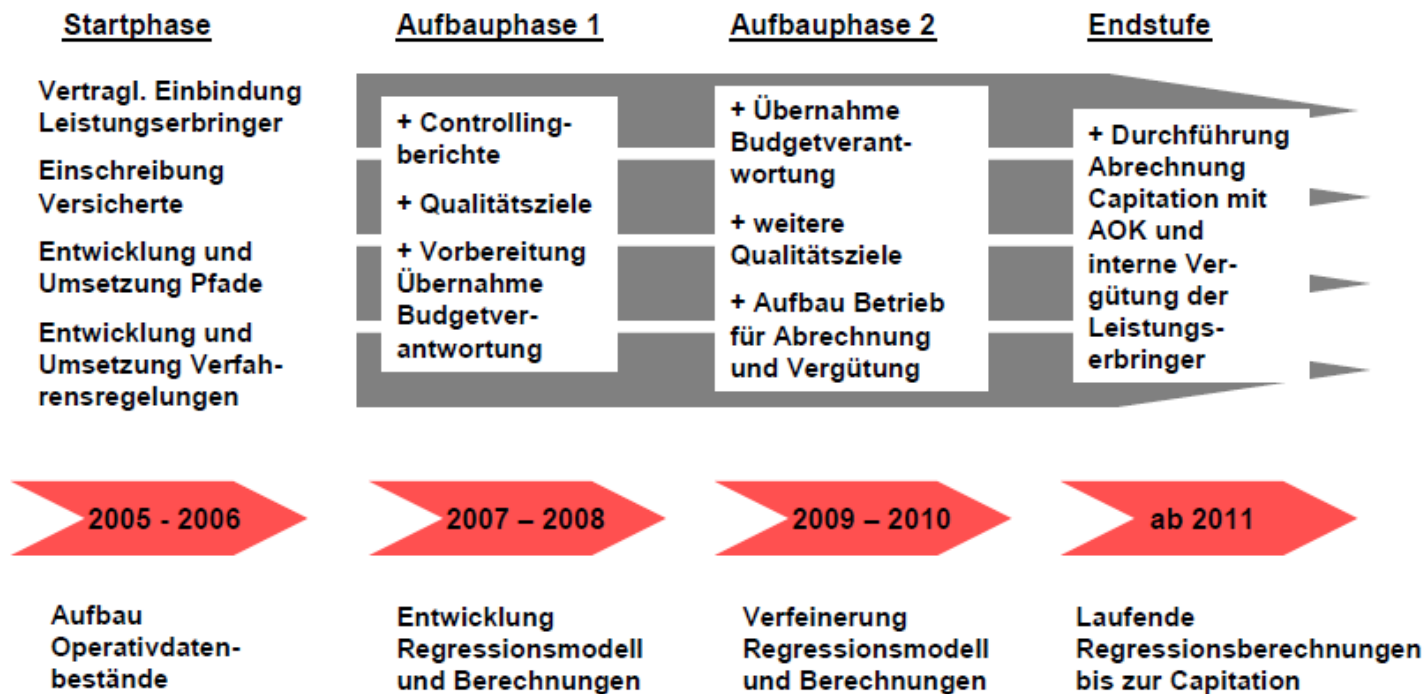 Startphase
Vertragl. Einbindung
Leistungserbringer
Einschreibung
Versicherte
Entwicklung und
Umsetzung Pfade
Entwicklung und
Umsetzung Verfah-
rensregelungen
Aufbauphase 1
+ Controlling-
berichte
+ Qualitätsziele
+ Vorbereitung
Übernahme
Budgetver-
antwortung
Aufbauphase 2
+ Übernahme
Budgetverant-
wortung
+ weitere
Qualitätsziele
+ Aufbau Betrieb
für Abrechnung
und Vergütung
Endstufe
+ Durchführung
Abrechnung
Capitation mit
AOK und
interne Ver-
gütung der
Leistungs-
erbringer
2005 - 2006
2007 – 2008
2009 – 2010
ab 2011
Aufbau
Operativdaten-
bestände
Entwicklung
Regressionsmodell
und Berechnungen
Verfeinerung
Regressionsmodell
und Berechnungen
Laufende
Regressionsberechnungen
bis zur Capitation